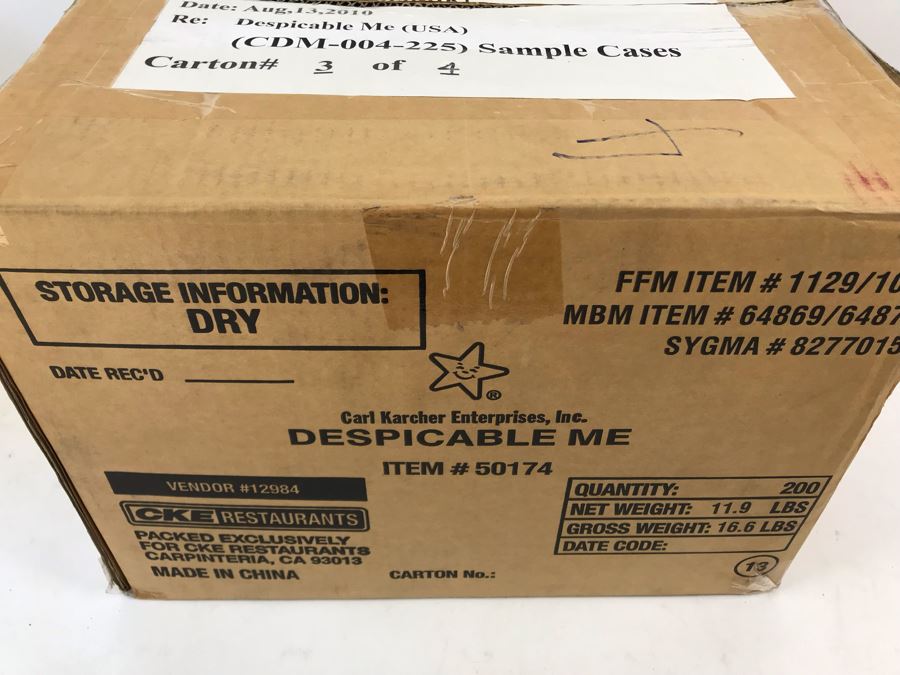 Date: Aug,13,2010
Re: Despicable Me (USA)
(CDM-004-225) Sample Cases
Carton# 3 of 4
STORAGE INFORMATION:
DRY
DATE REC'D
FFM ITEM # 1129/10
MBM ITEM # 64869/6487
SYGMA # 8277015
®
Carl Karcher Enterprises, Inc.
DESPICABLE ME
ITEM # 50174
VENDOR #12984
CKE RESTAURANTS
PACKED EXCLUSIVELY
FOR CKE RESTAURANTS
CARPINTERIA, CA 93013
MADE IN CHINA
CARTON No.:
QUANTITY: 200
NET WEIGHT: 11.9 LBS
GROSS WEIGHT: 16.6 LBS
DATE CODE:
13